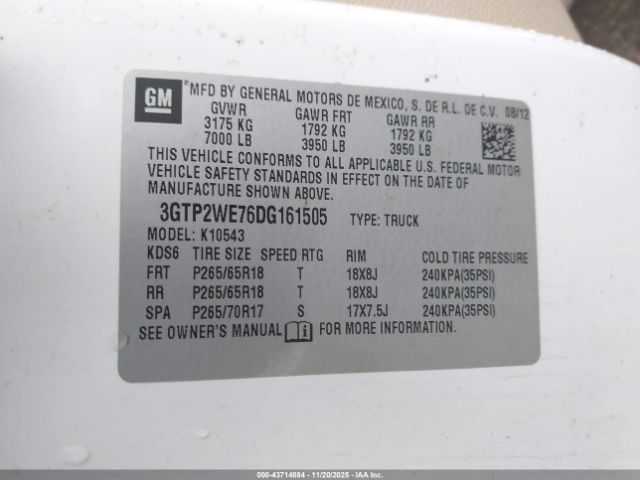 GM
*MFD BY GENERAL MOTORS DE MEXICO, S. DE R.L. DE C.V. 08/12
GVWR GAWR FRT GAWR RR
3175 KG 1792 KG 1792 KG
7000 LB 3950 LB 3950 LB
THIS VEHICLE CONFORMS TO ALL APPLICABLE U.S. FEDERAL MOTOR
VEHICLE SAFETY STANDARDS IN EFFECT ON THE DATE OF
MANUFACTURE SHOWN ABOVE.
3GTP2WE76DG161505 TYPE: TRUCK
MODEL: K10543
KDS6 TIRE SIZE SPEED RTG RIM COLD TIRE PRESSURE
FRT P265/65R18 T 18X8J 240KPA(35PSI)
RR P265/65R18 T 18X8J 240KPA(35PSI)
SPA P265/70R17 S 17X7.5J 240KPA(35PSI)
SEE OWNER'S MANUAL FOR MORE INFORMATION.
000-43714884 - 11/20/2025 - IAAI.CA